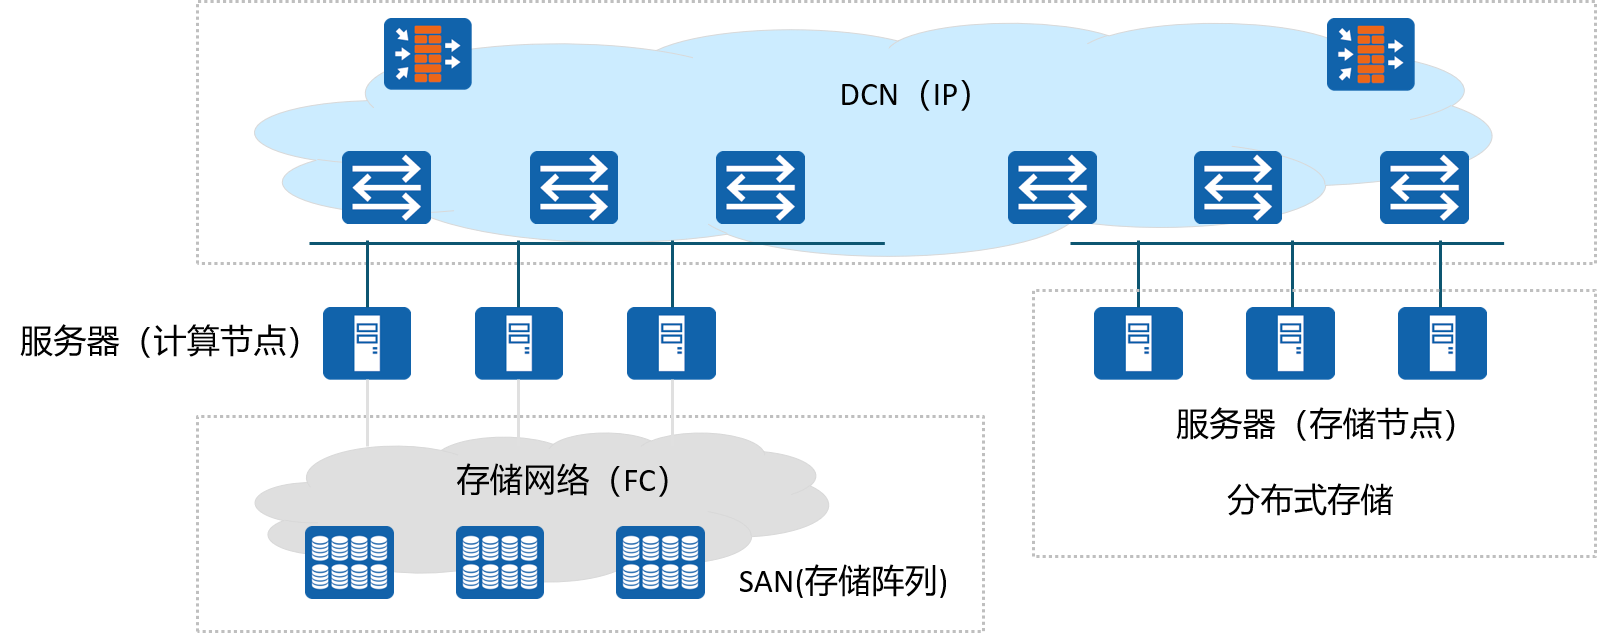 DCN（IP）
服务器（计算节点）
服务器（存储节点）
存储网络（FC）
分布式存储
SAN(存储阵列)